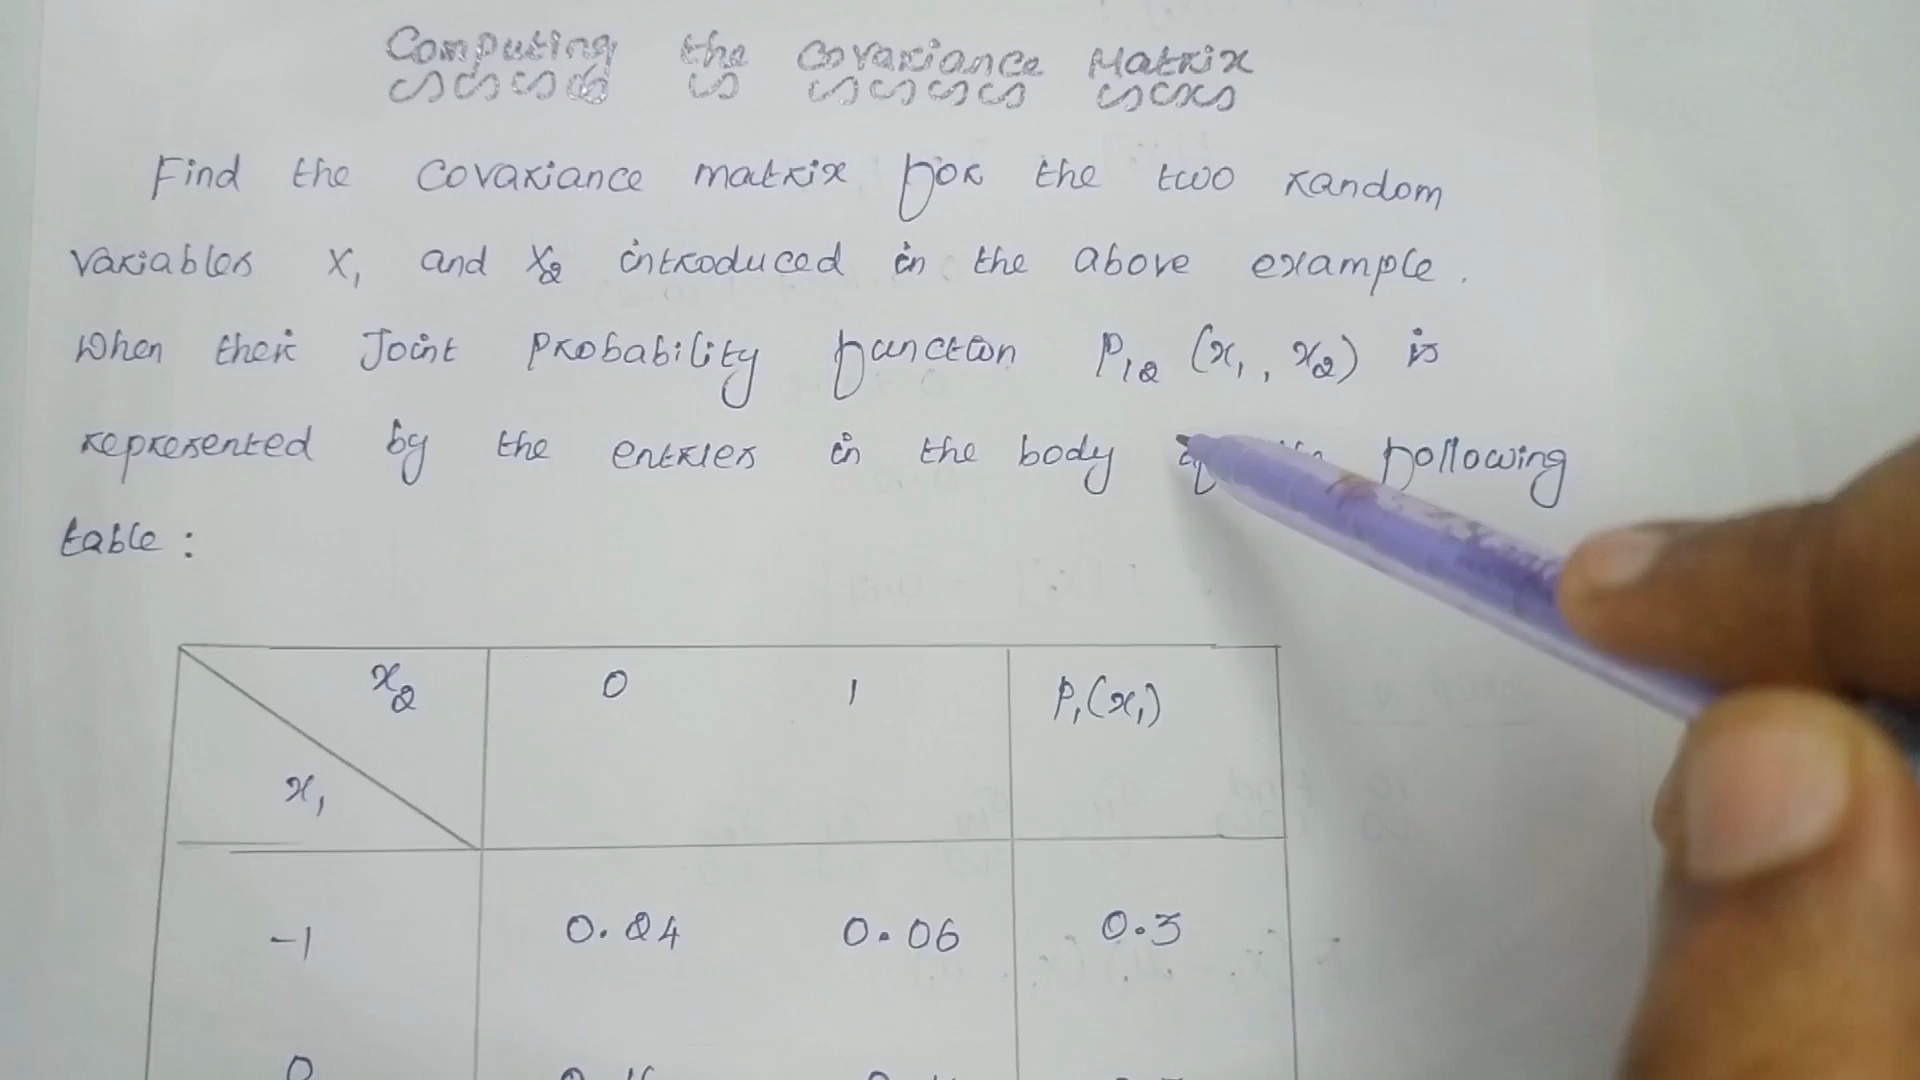 Computing the Covariance Matrix
Find the covariance matrix for the two random
variables X₁ and X₂ introduced in the above example.
When their Joint Probability function P₁₂ (x₁, x₂) is
represented by the entries in the body following
table:
x₂ 0 1 P₁(x₁)
x₁
-1 0.24 0.06 0.3
0